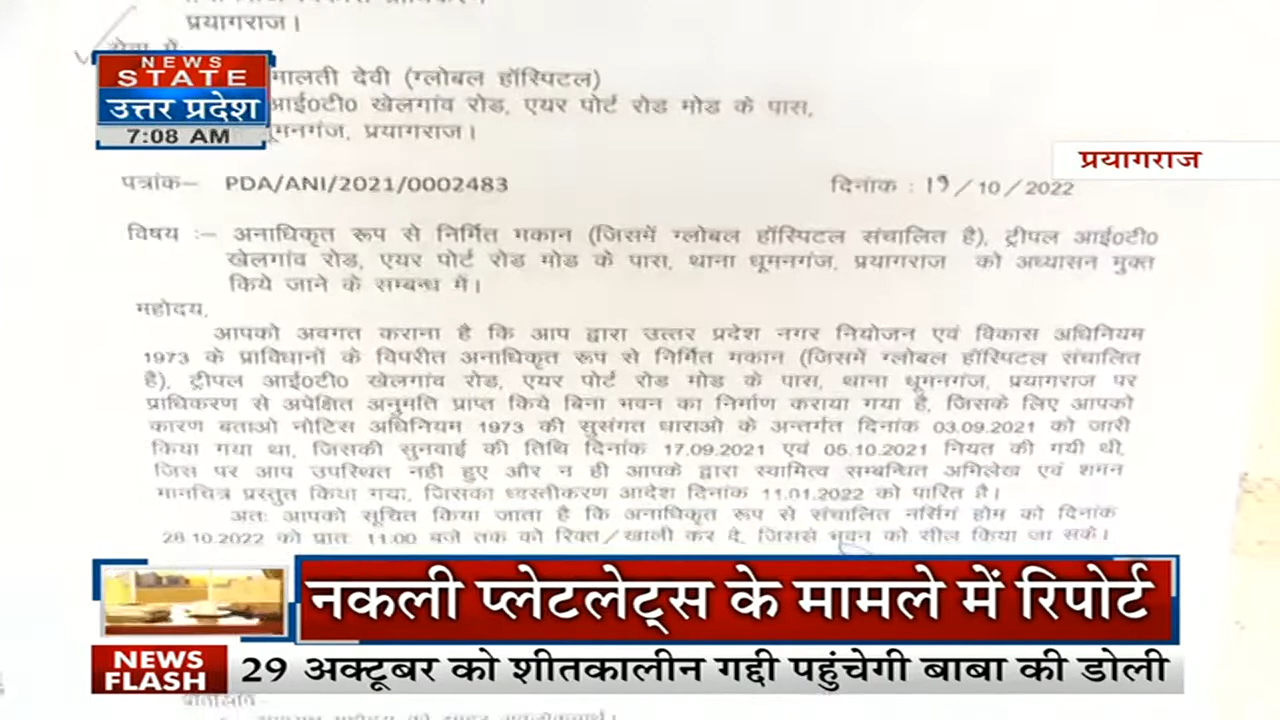 प्रयागराज।
सेवा में
मालती देवी (ग्लोबल हॉस्पिटल)
आई०टी० खेलगांव रोड, एयर पोर्ट रोड मोड के पास,
धूमनगंज, प्रयागराज।
NEWS
STATE
उत्तर प्रदेश
7:08 AM
प्रयागराज
पत्रांक– PDA/ANI/2021/0002483 दिनांक : 19/10/2022
विषय :– अनाधिकृत रूप से निर्मित मकान (जिसमें ग्लोबल हॉस्पिटल संचालित है), ट्रीपल आई०टी०
खेलगांव रोड, एयर पोर्ट रोड मोड के पास, थाना धूमनगंज, प्रयागराज को अध्यासन मुक्त
किये जाने के सम्बन्ध में।
महोदय,
आपको अवगत कराना है कि आप द्वारा उत्तर प्रदेश नगर नियोजन एवं विकास अधिनियम
1973 के प्राविधानों के विपरीत अनाधिकृत रूप से निर्मित मकान (जिसमें ग्लोबल हॉस्पिटल संचालित
है), ट्रीपल आई०टी० खेलगांव रोड, एयर पोर्ट रोड मोड के पास, थाना धूमनगंज, प्रयागराज पर
प्राधिकरण से अपेक्षित अनुमति प्राप्त किये बिना भवन का निर्माण कराया गया है, जिसके लिए आपको
कारण बताओ नोटिस अधिनियम 1973 की सुसंगत धाराओ के अन्तर्गत दिनांक 03.09.2021 को जारी
किया गया था, जिसकी सुनवाई की तिथि दिनांक 17.09.2021 एवं 05.10.2021 नियत की गयी थी,
जिस पर आप उपस्थित नही हुए और न ही आपके द्वारा स्वामित्व सम्बन्धित अभिलेख एवं शमन
मानचित्र प्रस्तुत किया गया, जिसका ध्वस्तीकरण आदेश दिनांक 11.01.2022 को पारित है।
अतः आपको सूचित किया जाता है कि अनाधिकृत रूप से संचालित नर्सिंग होम को दिनांक
28.10.2022 को प्रातः 11.00 बजे तक को रिक्त/खाली कर दे, जिससे भवन को सील किया जा सके।
नकली प्लेटलेट्स के मामले में रिपोर्ट
NEWS
FLASH
29 अक्टूबर को शीतकालीन गद्दी पहुंचेगी बाबा की डोली